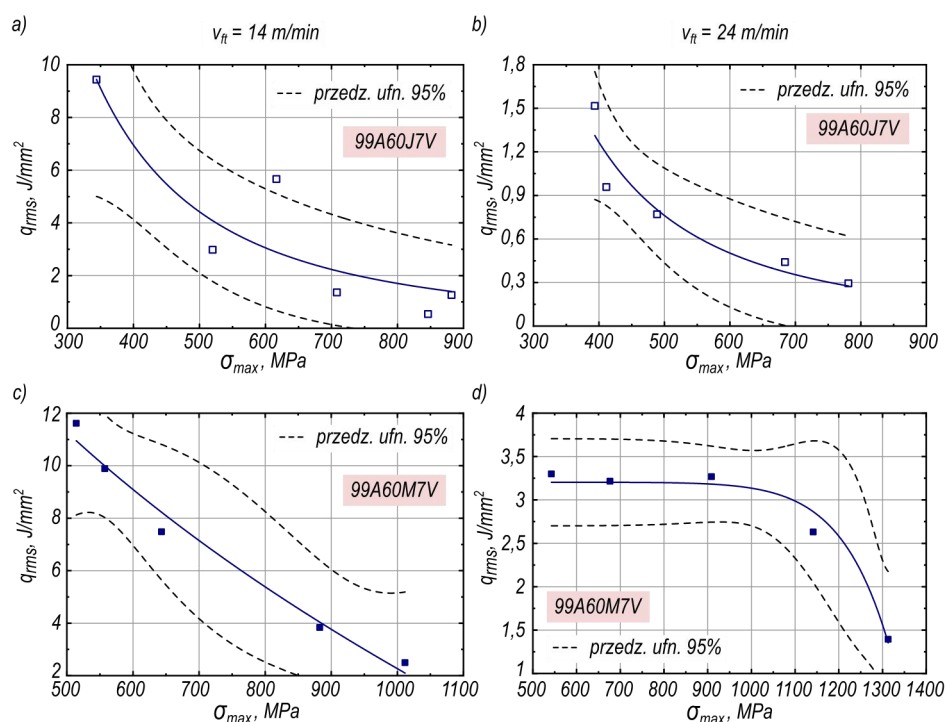 a)
v_ft = 14 m/min
b)
v_ft = 24 m/min
10
8
6
4
2
0
q_rms, J/mm²
przedz. ufn. 95%
99A60J7V
300 400 500 600 700 800 900
σ_max, MPa
1,8
1,5
1,2
0,9
0,6
0,3
0
q_rms, J/mm²
przedz. ufn. 95%
99A60J7V
300 400 500 600 700 800 900
σ_max, MPa
c)
12
10
8
6
4
2
q_rms, J/mm²
przedz. ufn. 95%
99A60M7V
500 600 700 800 900 1000 1100
σ_max, MPa
d)
4
3,5
3
2,5
2
1,5
1
q_rms, J/mm²
99A60M7V
przedz. ufn. 95%
500 600 700 800 900 1000 1100 1200 1300 1400
σ_max, MPa